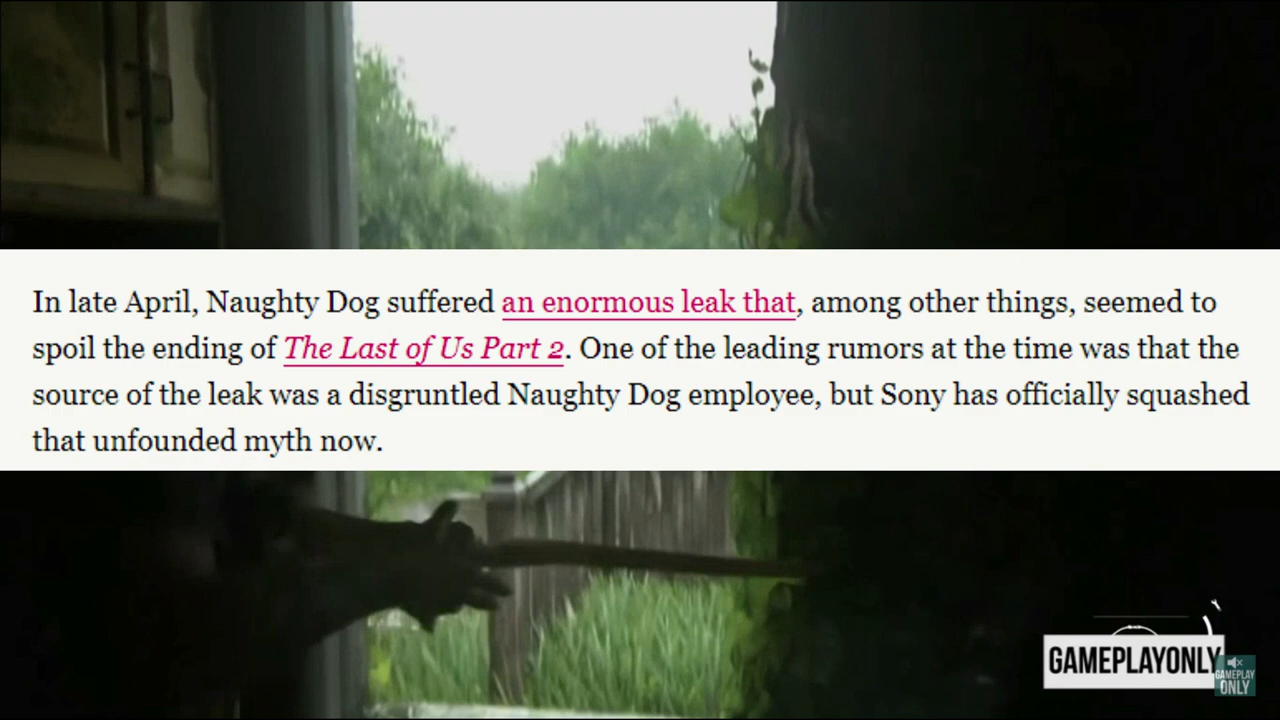 In late April, Naughty Dog suffered an enormous leak that, among other things, seemed to
spoil the ending of The Last of Us Part 2. One of the leading rumors at the time was that the
source of the leak was a disgruntled Naughty Dog employee, but Sony has officially squashed
that unfounded myth now.
GAMEPLAYONLY
GAMEPLAY
ONLY